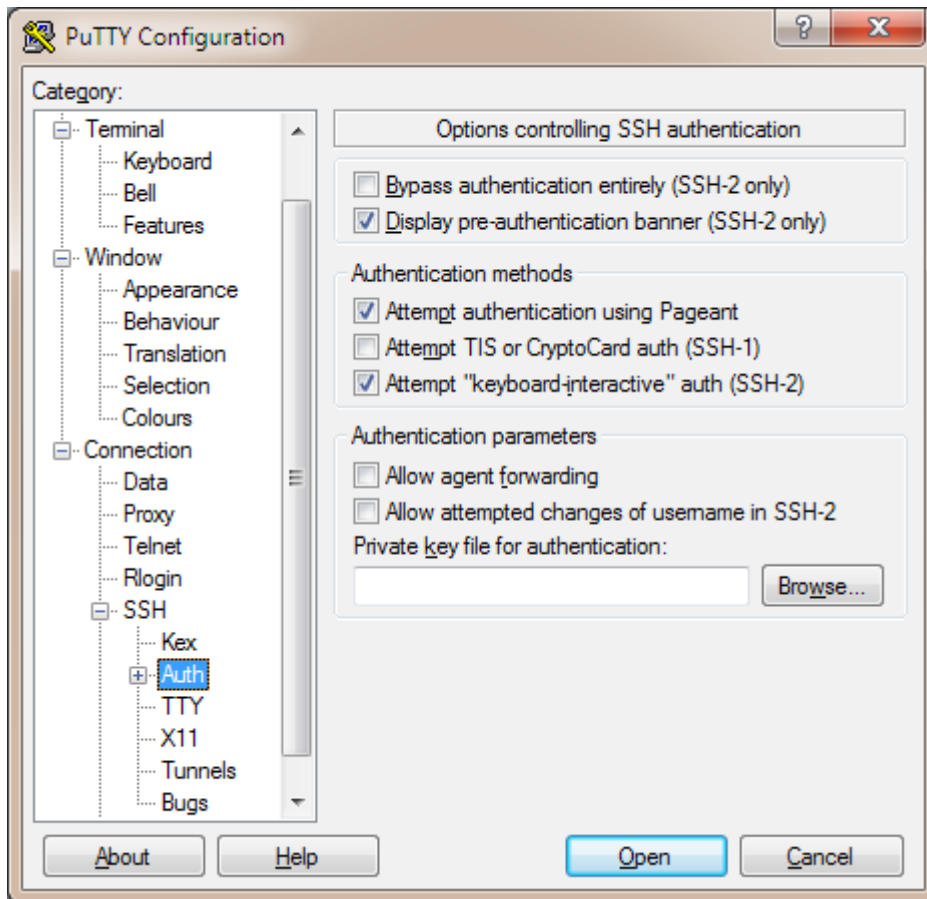 PuTTY Configuration
Category:
Terminal
Keyboard
Bell
Features
Window
Appearance
Behaviour
Translation
Selection
Colours
Connection
Data
Proxy
Telnet
Rlogin
SSH
Kex
Auth
TTY
X11
Tunnels
Bugs
Options controlling SSH authentication
Bypass authentication entirely (SSH-2 only)
Display pre-authentication banner (SSH-2 only)
Authentication methods
Attempt authentication using Pageant
Attempt TIS or CryptoCard auth (SSH-1)
Attempt "keyboard-interactive" auth (SSH-2)
Authentication parameters
Allow agent forwarding
Allow attempted changes of username in SSH-2
Private key file for authentication:
Browse...
About
Help
Open
Cancel